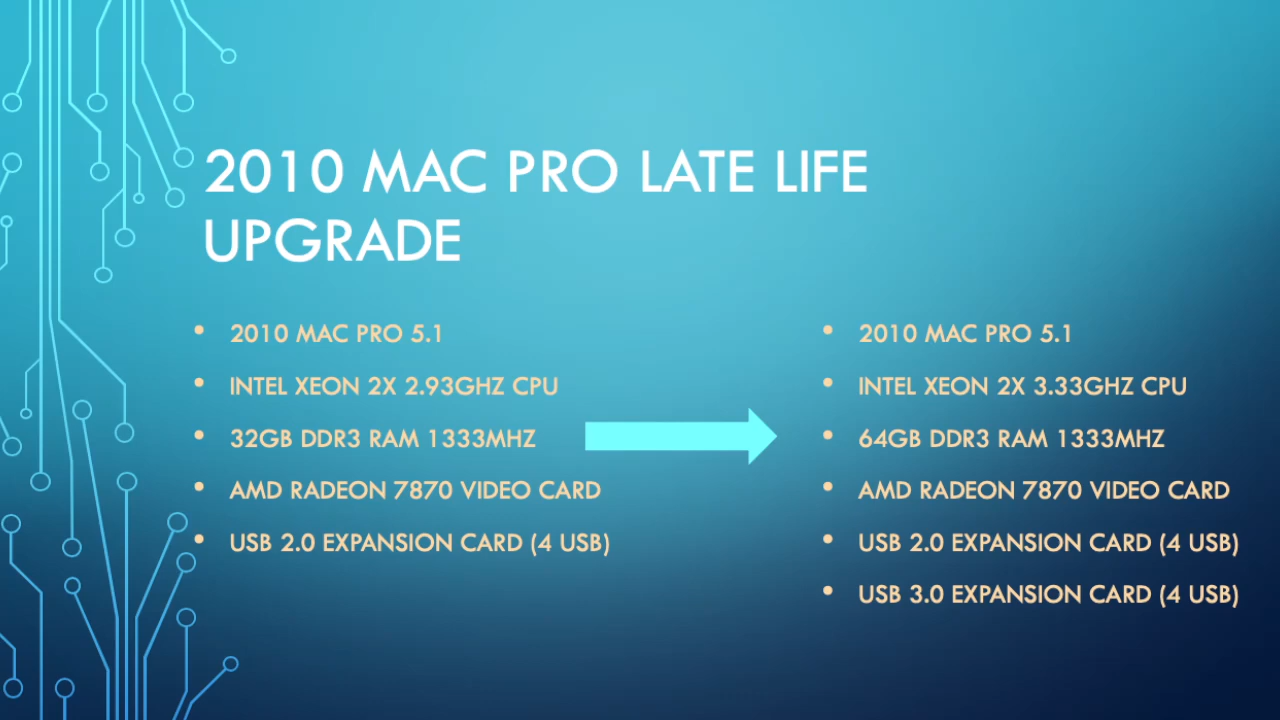 2010 MAC PRO LATE LIFE
UPGRADE
• 2010 MAC PRO 5.1
• INTEL XEON 2X 2.93GHZ CPU
• 32GB DDR3 RAM 1333MHZ
• AMD RADEON 7870 VIDEO CARD
• USB 2.0 EXPANSION CARD (4 USB)
• 2010 MAC PRO 5.1
• INTEL XEON 2X 3.33GHZ CPU
• 64GB DDR3 RAM 1333MHZ
• AMD RADEON 7870 VIDEO CARD
• USB 2.0 EXPANSION CARD (4 USB)
• USB 3.0 EXPANSION CARD (4 USB)